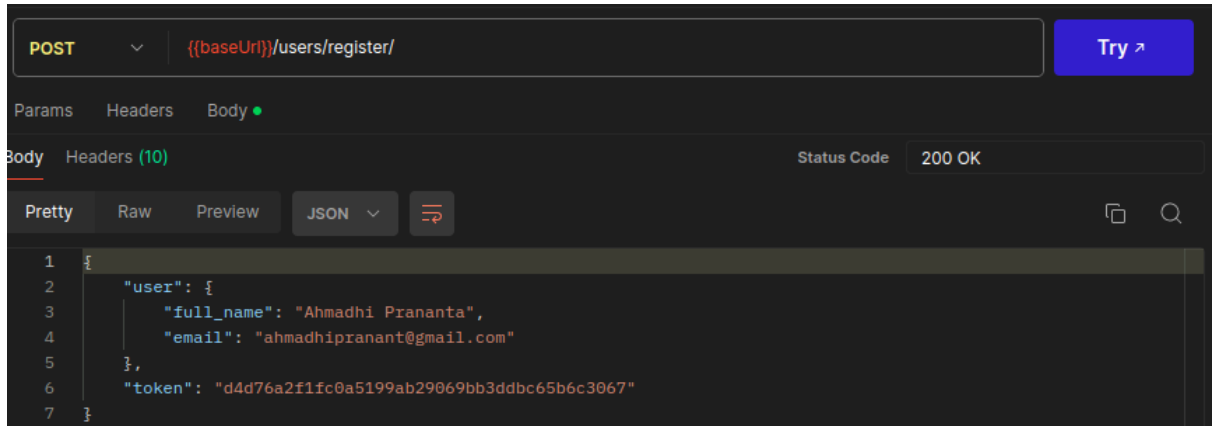 POST {{baseUrl}}/users/register/ Try ↗
Params Headers Body
Body Headers (10) Status Code 200 OK
Pretty Raw Preview JSON
1 {
2 "user": {
3 "full_name": "Ahmadhi Prananta",
4 "email": "ahmadhipranant@gmail.com"
5 },
6 "token": "d4d76a2f1fc0a5199ab29069bb3ddbc65b6c3067"
7 }